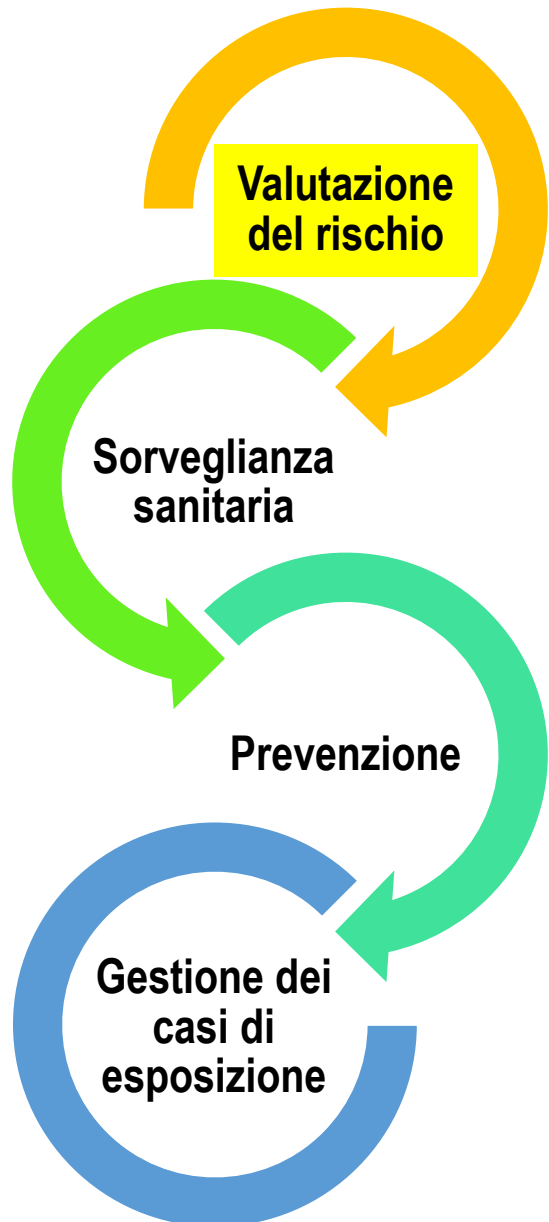 Valutazione
del rischio
Sorveglianza
sanitaria
Prevenzione
Gestione dei
casi di
esposizione